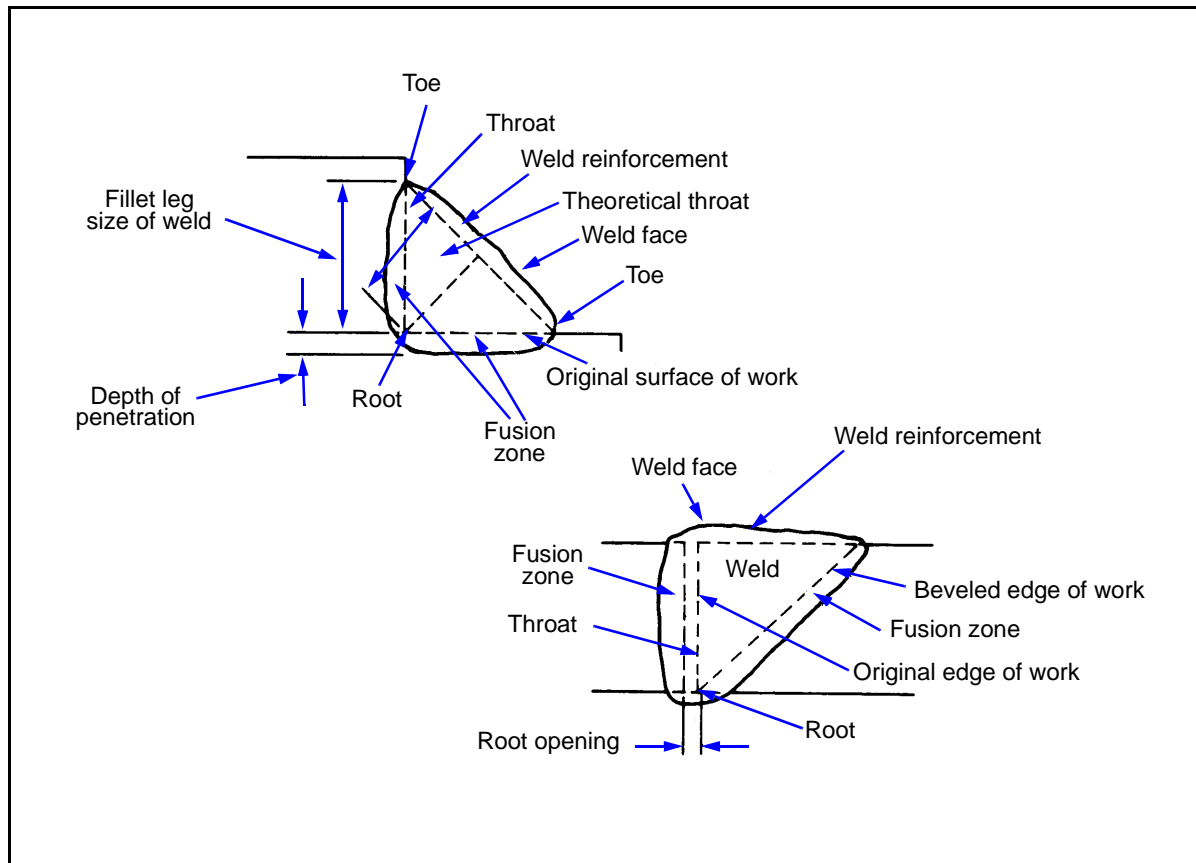 Toe
Throat
Weld reinforcement
Theoretical throat
Weld face
Toe
Fillet leg
size of weld
Original surface of work
Root
Fusion
zone
Depth of
penetration
Weld reinforcement
Weld face
Fusion
zone
Weld
Beveled edge of work
Fusion zone
Throat
Original edge of work
Root
Root opening